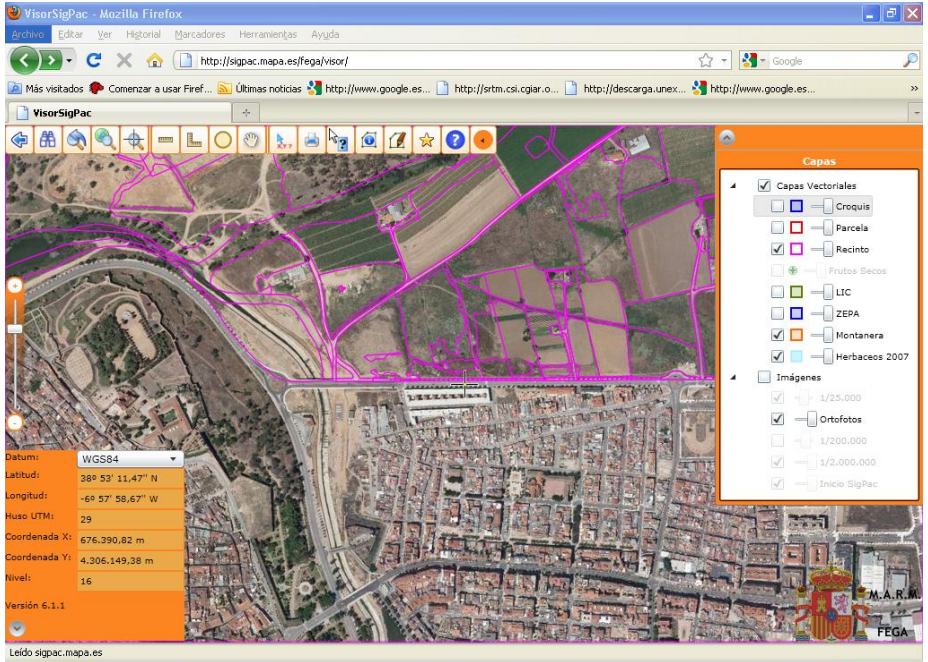 VisorSigPac - Mozilla Firefox
Archivo Editar Ver Historial Marcadores Herramientas Ayuda
http://sigpac.mapa.es/fega/visor/
Google
Más visitados Comenzar a usar Firef... Últimas noticias http://www.google.es... http://srtm.csi.cgiar.o... http://descarga.unex... http://www.google.es... »
VisorSigPac
X,Y ?
Capas
Capas Vectoriales
Croquis
Parcela
Recinto
Frutos Secos
LIC
ZEPA
Montanera
Herbaceos 2007
Imágenes
1/25.000
Ortofotos
1/200.000
1/2.000.000
Inicio SigPac
Datum: WGS84
Latitud: 38º 53' 11,47'' N
Longitud: -6º 57' 58,67'' W
Huso UTM: 29
Coordenada X: 676.390,82 m
Coordenada Y: 4.306.149,38 m
Nivel: 16
Versión 6.1.1
M.A.R.M.
FEGA
Leído sigpac.mapa.es